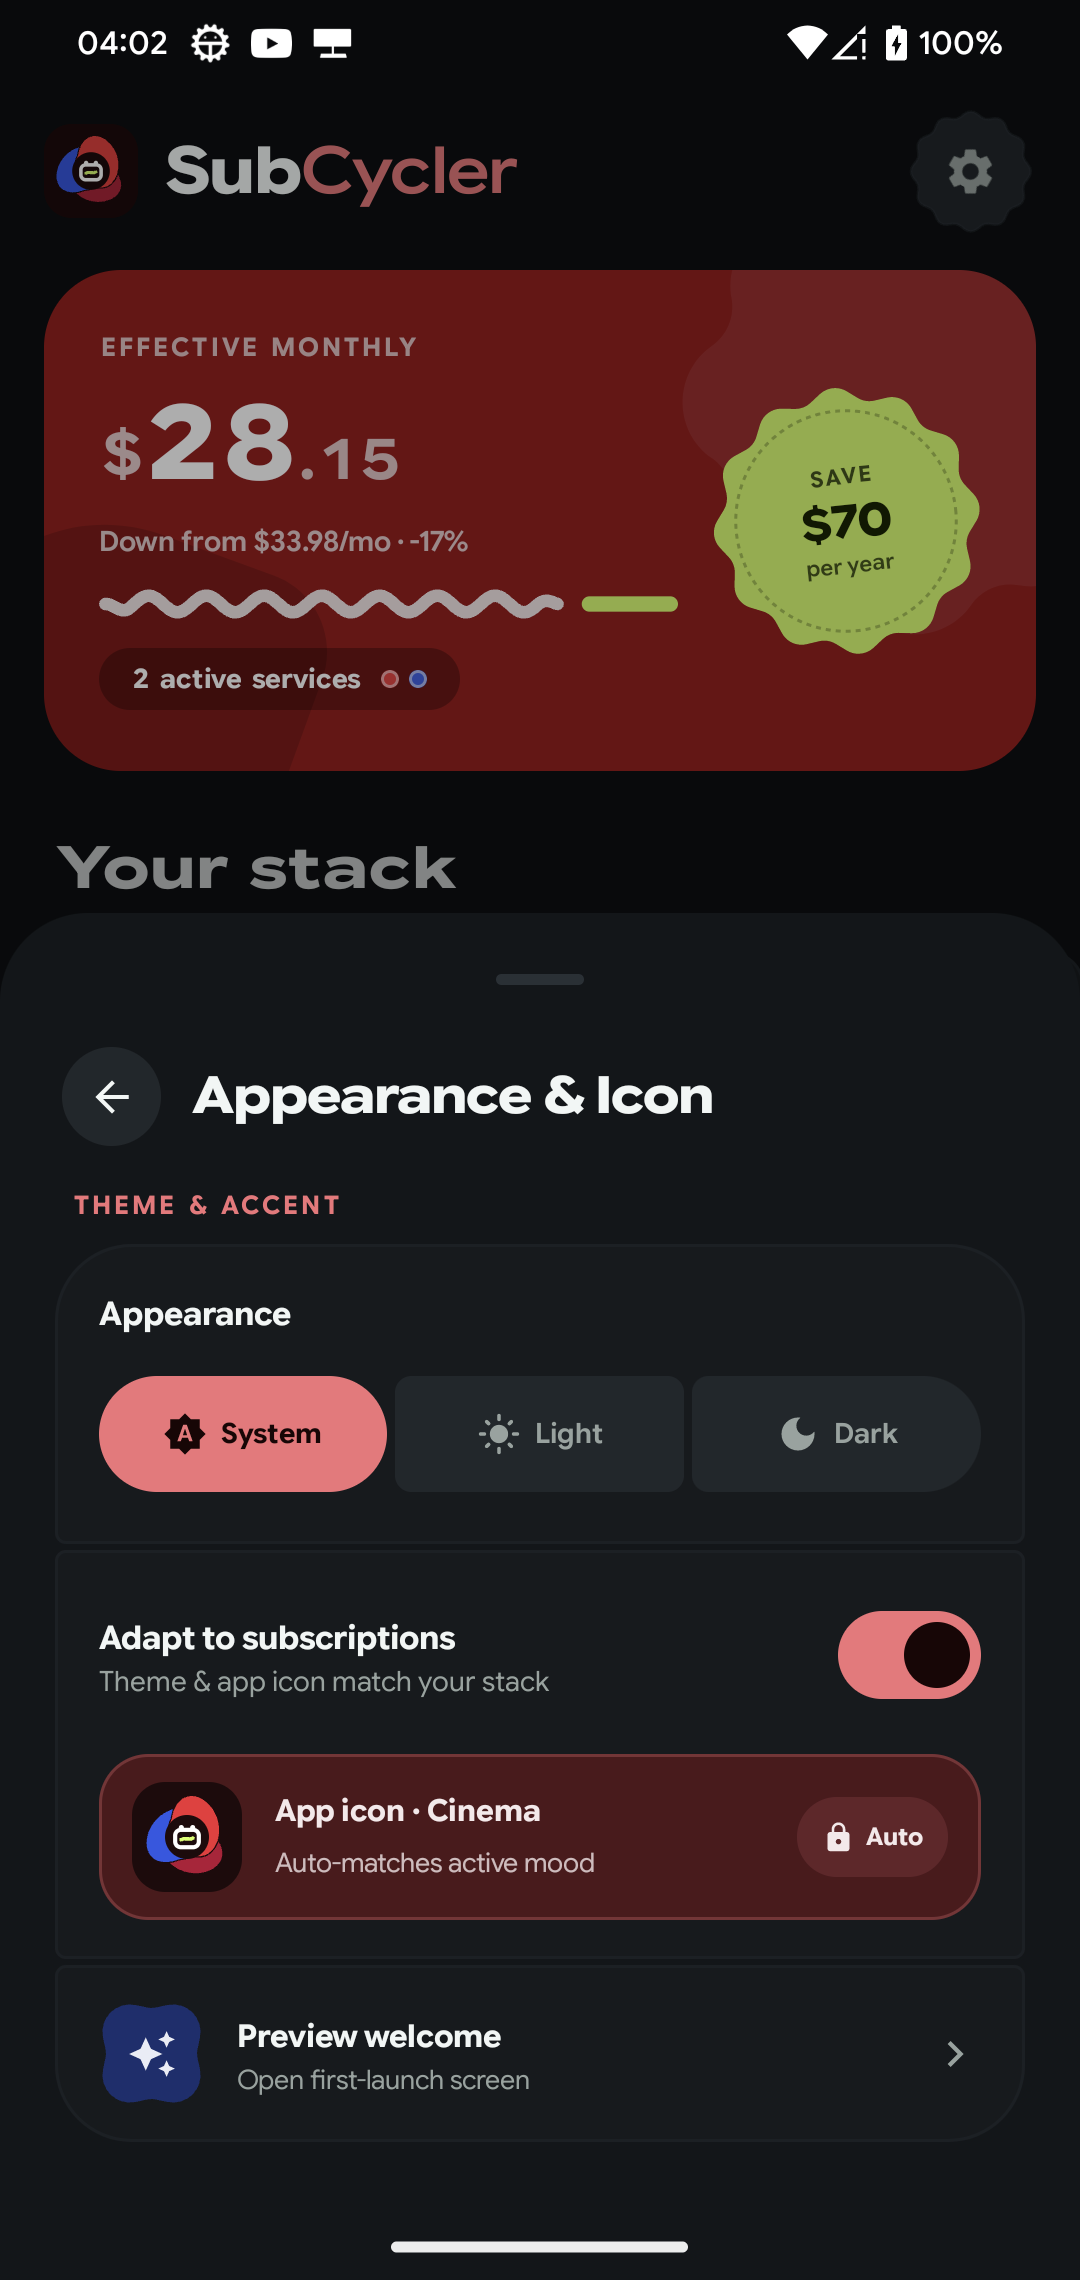 04:02
100%
SubCycler
EFFECTIVE MONTHLY
$28.15
Down from $33.98/mo · -17%
2 active services
SAVE
$70
per year
Your stack
Appearance & Icon
THEME & ACCENT
Appearance
A System
Light
Dark
Adapt to subscriptions
Theme & app icon match your stack
App icon · Cinema
Auto-matches active mood
Auto
Preview welcome
Open first-launch screen